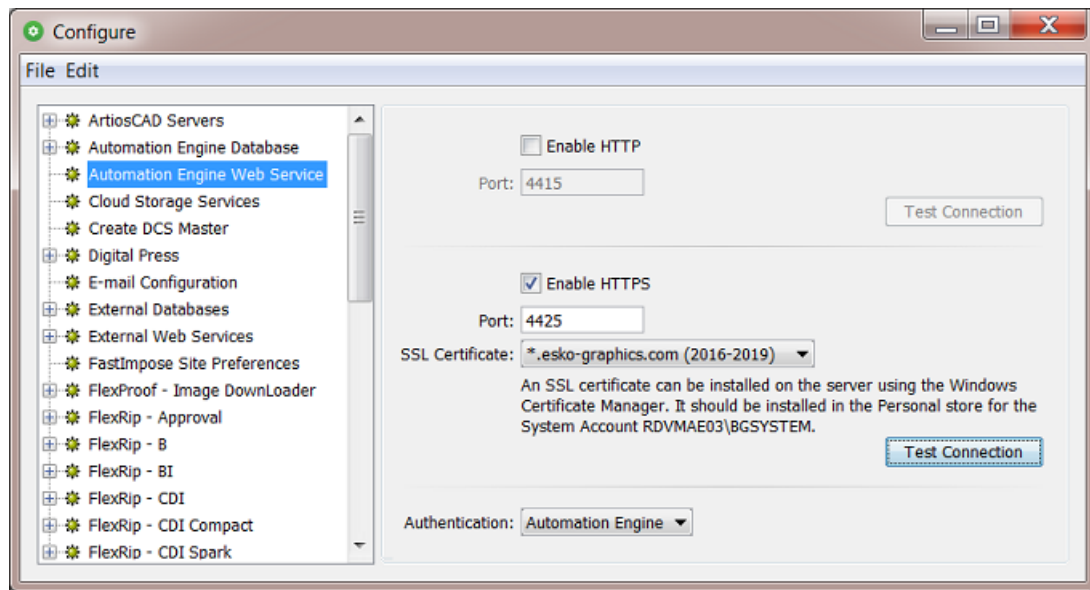 Configure
File Edit
ArtiosCAD Servers
Automation Engine Database
Automation Engine Web Service
Cloud Storage Services
Create DCS Master
Digital Press
E-mail Configuration
External Databases
External Web Services
FastImpose Site Preferences
FlexProof - Image DownLoader
FlexRip - Approval
FlexRip - B
FlexRip - BI
FlexRip - CDI
FlexRip - CDI Compact
FlexRip - CDI Spark
Enable HTTP
Port: 4415
Test Connection
Enable HTTPS
Port: 4425
SSL Certificate: *.esko-graphics.com (2016-2019)
An SSL certificate can be installed on the server using the Windows
Certificate Manager. It should be installed in the Personal store for the
System Account RDVMAE03\BGSYSTEM.
Test Connection
Authentication: Automation Engine